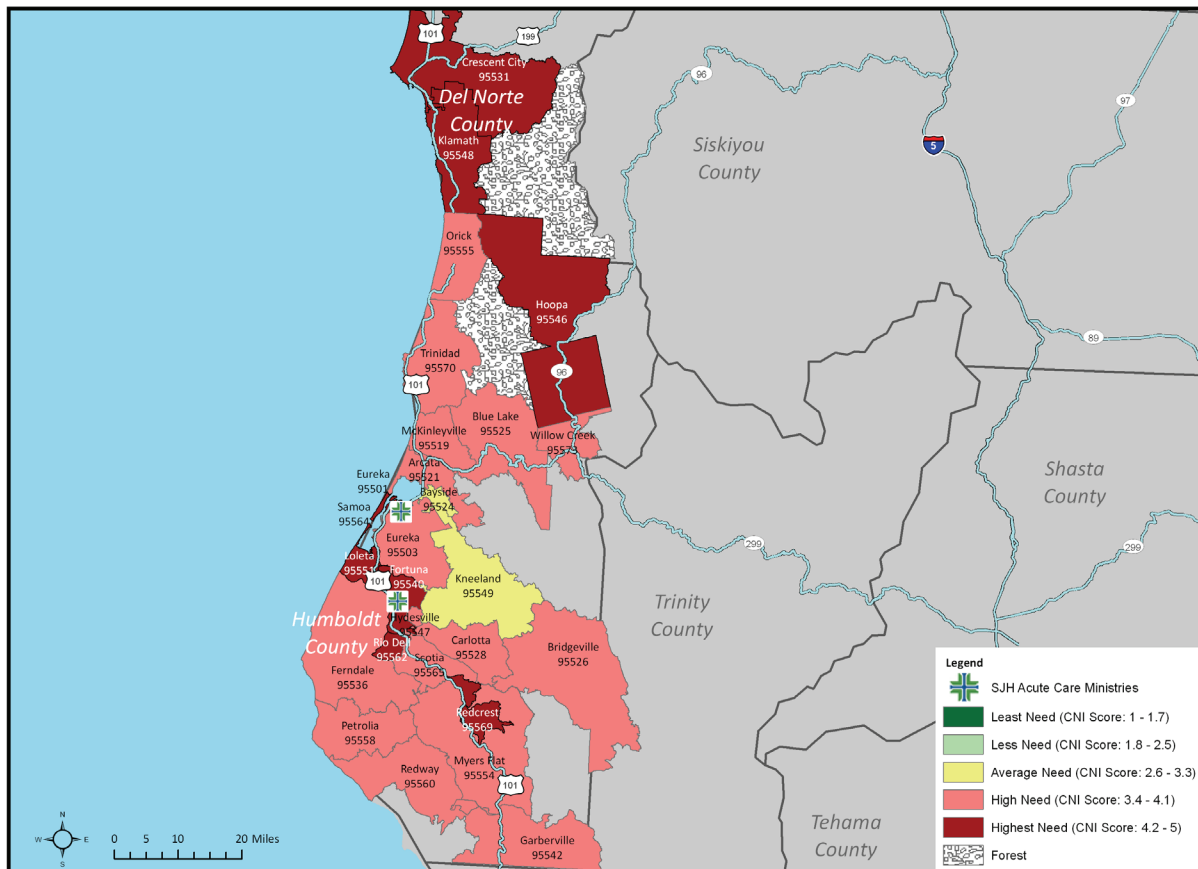 101
199
Crescent City
95531
Del Norte
County
Klamath
95548
96
97
5
Siskiyou
County
Orick
95555
Hoopa
95546
89
Trinidad
95570
96
101
Blue Lake
95525
McKinleyville
95519
Willow Creek
95573
Arcata
95521
Eureka
95501
Bayside
95524
Samoa
95564
Shasta
County
Eureka
95503
299
299
Loleta
95551
101
Fortuna
95540
Kneeland
95549
Trinity
County
Humboldt
County
Hydesville
95547
Rio Dell
95562
Carlotta
95528
Bridgeville
95526
Scotia
95565
Ferndale
95536
Redcrest
95569
Petrolia
95558
Myers Flat
95554
Redway
95560
101
Garberville
95542
Tehama
County
N
W
E
S
0 5 10 20 Miles
Legend
SJH Acute Care Ministries
Least Need (CNI Score: 1 - 1.7)
Less Need (CNI Score: 1.8 - 2.5)
Average Need (CNI Score: 2.6 - 3.3)
High Need (CNI Score: 3.4 - 4.1)
Highest Need (CNI Score: 4.2 - 5)
Forest